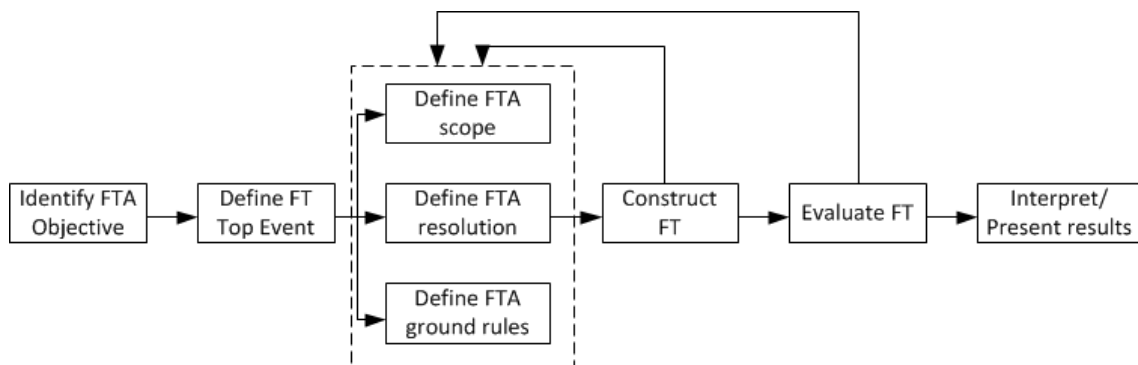 Identify FTA
Objective
Define FT
Top Event
Define FTA
scope
Define FTA
resolution
Define FTA
ground rules
Construct
FT
Evaluate FT
Interpret/
Present results